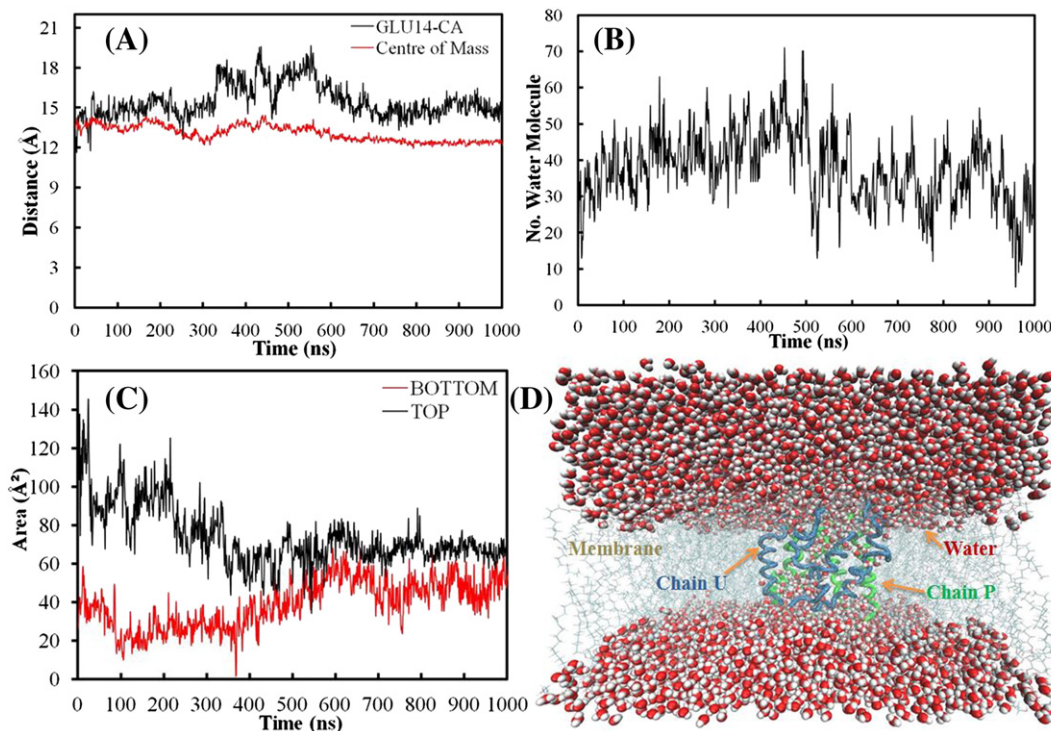 (A)
GLU14-CA
Centre of Mass
21
18
15
12
9
6
3
0
Distance (Å)
0 100 200 300 400 500 600 700 800 900 1000
Time (ns)
(B)
80
70
60
50
40
30
20
10
0
No. Water Molecule
0 100 200 300 400 500 600 700 800 900 1000
Time (ns)
(C)
BOTTOM
TOP
160
140
120
100
80
60
40
20
0
Area (Å²)
0 100 200 300 400 500 600 700 800 900 1000
Time (ns)
(D)
Membrane
Water
Chain U
Chain P